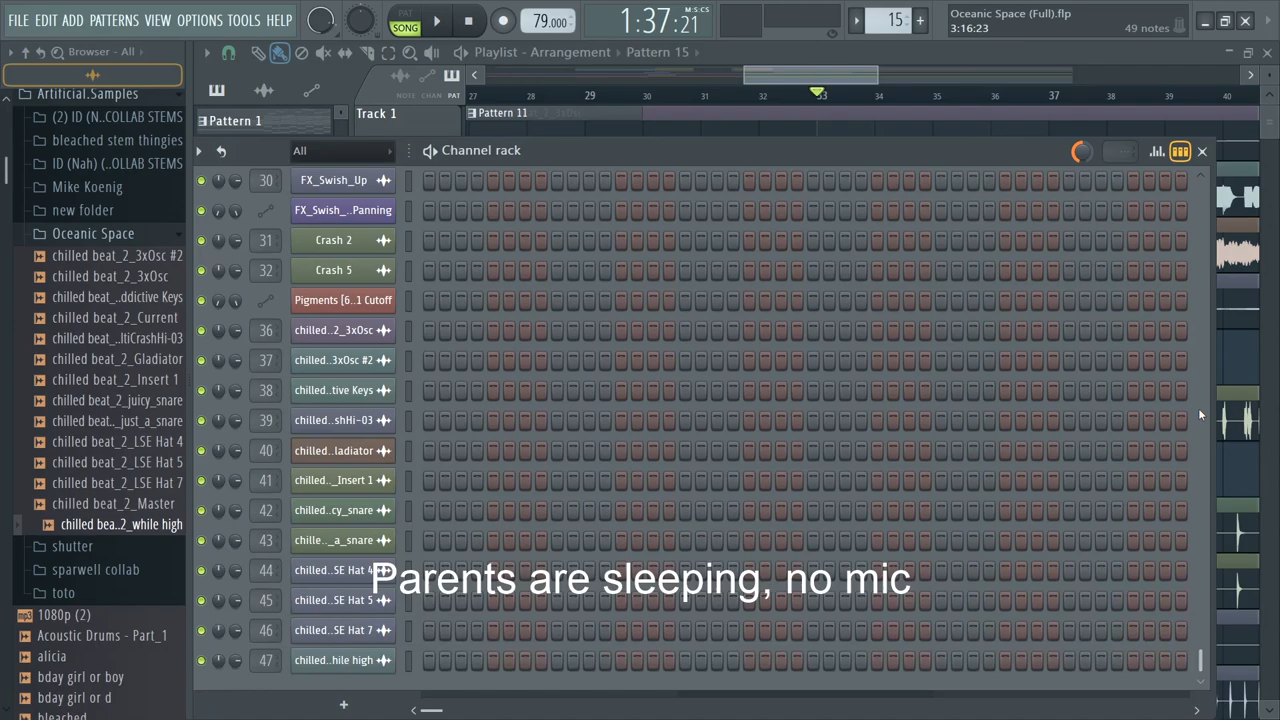 FILE EDIT ADD PATTERNS VIEW OPTIONS TOOLS HELP
PAT
SONG
79.000
1:37:21
M:S:CS
15
Oceanic Space (Full).flp
3:16:23
49 notes
Browser - All
Playlist - Arrangement
Pattern 15
NOTE CHAN PAT
27 28 29 30 31 32 33 34 35 36 37 38 39 40
Pattern 1
Track 1
Pattern 11
Artificial.Samples
(2) ID (N..COLLAB STEMS
bleached stem thingies
ID (Nah) (..OLLAB STEMS
Mike Koenig
new folder
Oceanic Space
chilled beat_2_3xOsc #2
chilled beat_2_3xOsc
chilled beat_..ddictive Keys
chilled beat_2_Current
chilled beat_..ltiCrashHi-03
chilled beat_2_Gladiator
chilled beat_2_Insert 1
chilled beat_2_juicy_snare
chilled beat_..just_a_snare
chilled beat_2_LSE Hat 4
chilled beat_2_LSE Hat 5
chilled beat_2_LSE Hat 7
chilled beat_2_Master
chilled bea..2_while high
shutter
sparwell collab
toto
1080p (2)
Acoustic Drums - Part_1
alicia
bday girl or boy
bday girl or d
bleached
All
Channel rack
30 FX_Swish_Up
FX_Swish_..Panning
31 Crash 2
32 Crash 5
Pigments [6..1 Cutoff
36 chilled..2_3xOsc
37 chilled..3xOsc #2
38 chilled..tive Keys
39 chilled..shHi-03
40 chilled..ladiator
41 chilled.._Insert 1
42 chilled..cy_snare
43 chille.._a_snare
44 chilled..SE Hat 4
Parents are sleeping, no mic
45 chilled..SE Hat 5
46 chilled..SE Hat 7
47 chilled..hile high